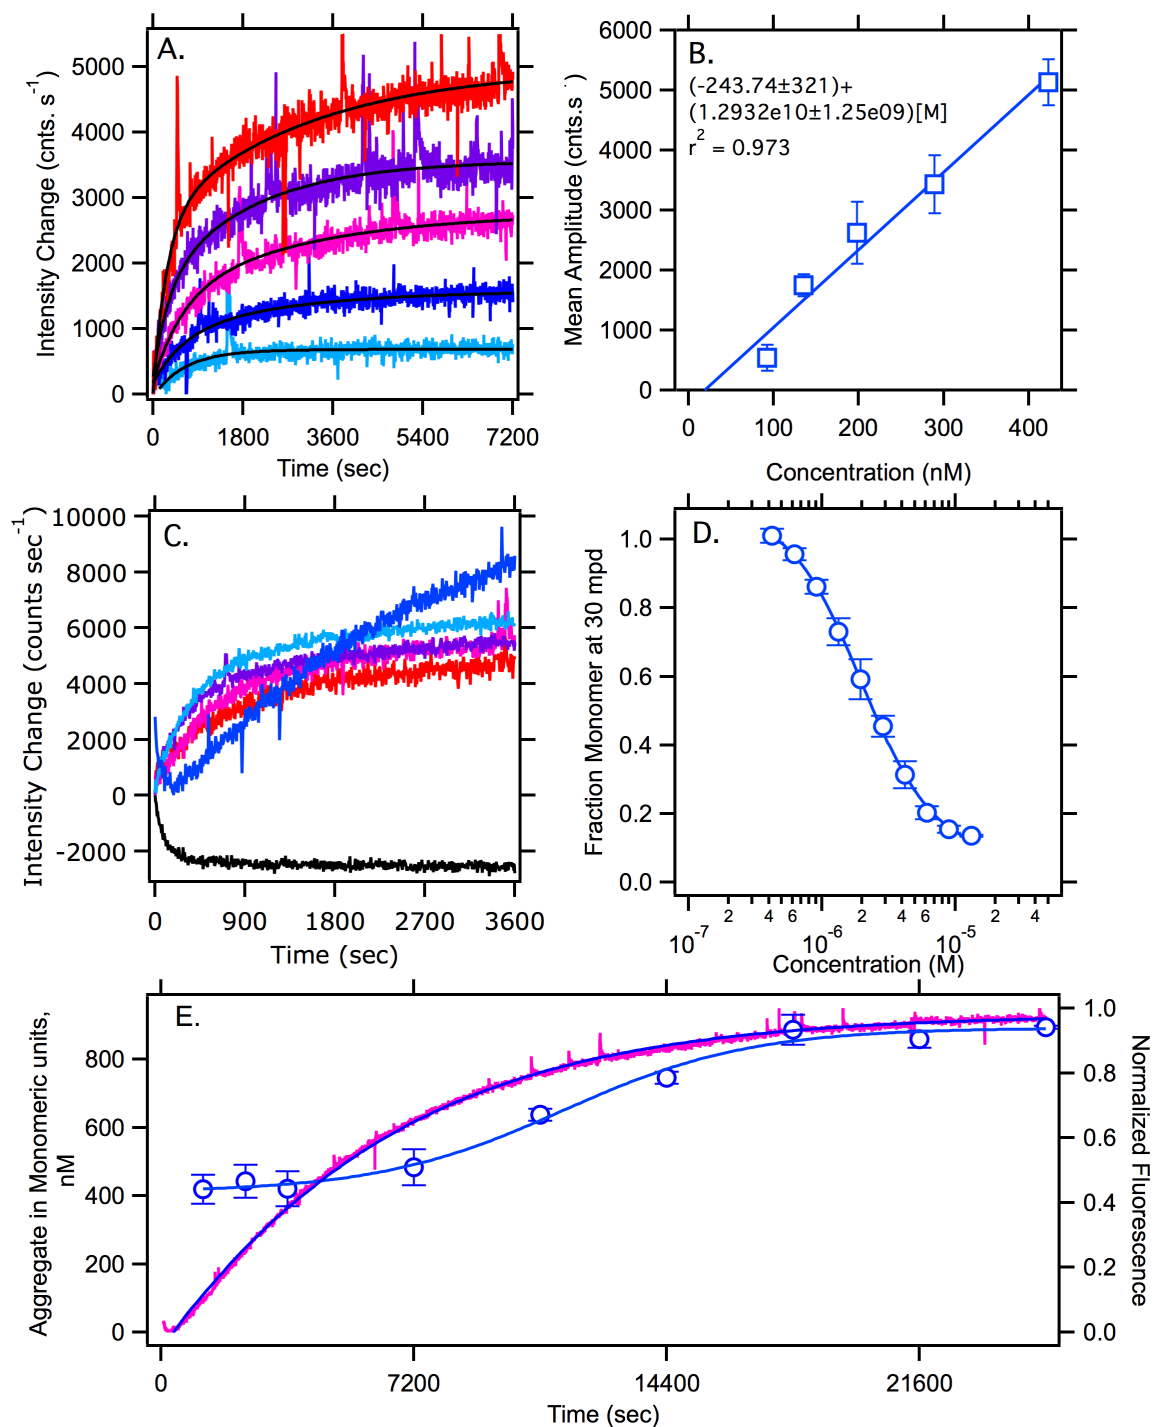 A.
Intensity Change (cnts. s⁻¹)
5000
4000
3000
2000
1000
0
0 1800 3600 5400 7200
Time (sec)
B.
(-243.74±321)+
(1.2932e10±1.25e09)[M]
r² = 0.973
Mean Amplitude (cnts.s )
6000
5000
4000
3000
2000
1000
0
0 100 200 300 400
Concentration (nM)
C.
Intensity Change (counts sec⁻¹)
10000
8000
6000
4000
2000
0
-2000
0 900 1800 2700 3600
Time (sec)
D.
Fraction Monomer at 30 mpd
1.0
0.8
0.6
0.4
0.2
0.0
2 4 6 2 4 6 2 4
10⁻⁷ 10⁻⁶ 10⁻⁵
Concentration (M)
E.
Aggregate in Monomeric units,
nM
800
600
400
200
0
1.0
0.8
0.6
0.4
0.2
0.0
Normalized Fluorescence
0 7200 14400 21600
Time (sec)